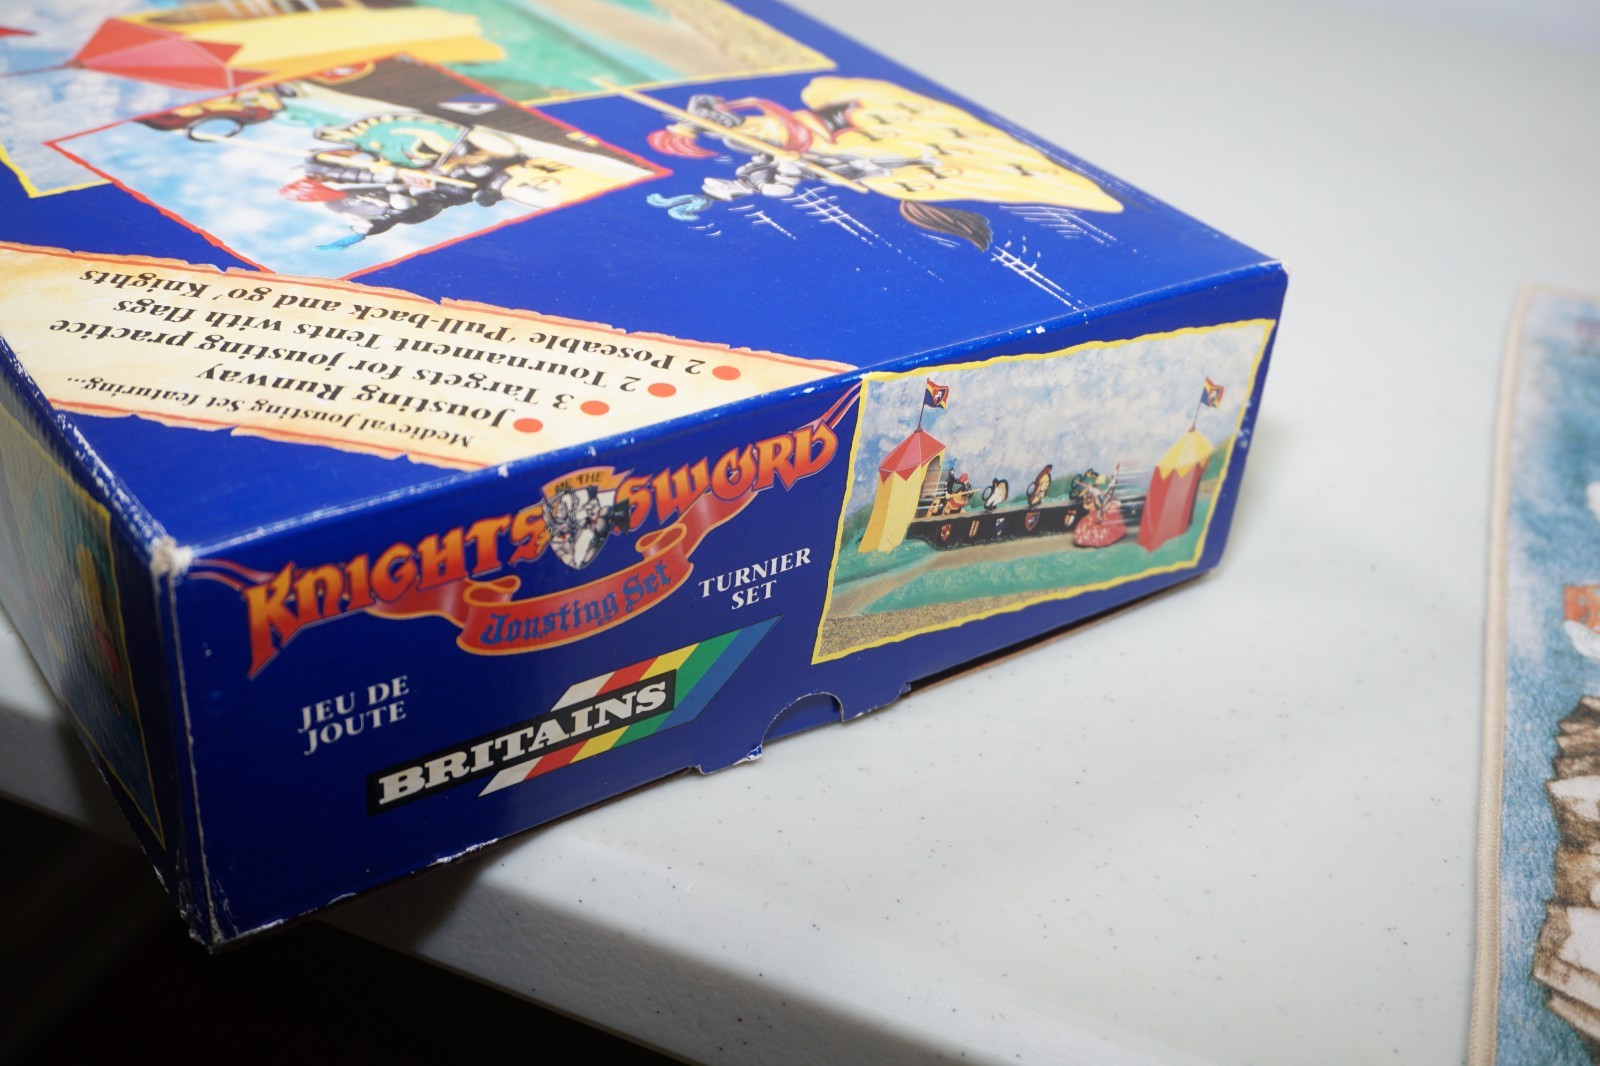 Medieval Jousting Set featuring...
• Jousting Runway
• 3 Targets for jousting practice
• 2 Tournament Tents with flags
• 2 Poseable 'Pull-back and go' Knights
KNIGHTS OF THE SWORD
Jousting Set
TURNIER
SET
JEU DE
JOUTE
BRITAINS